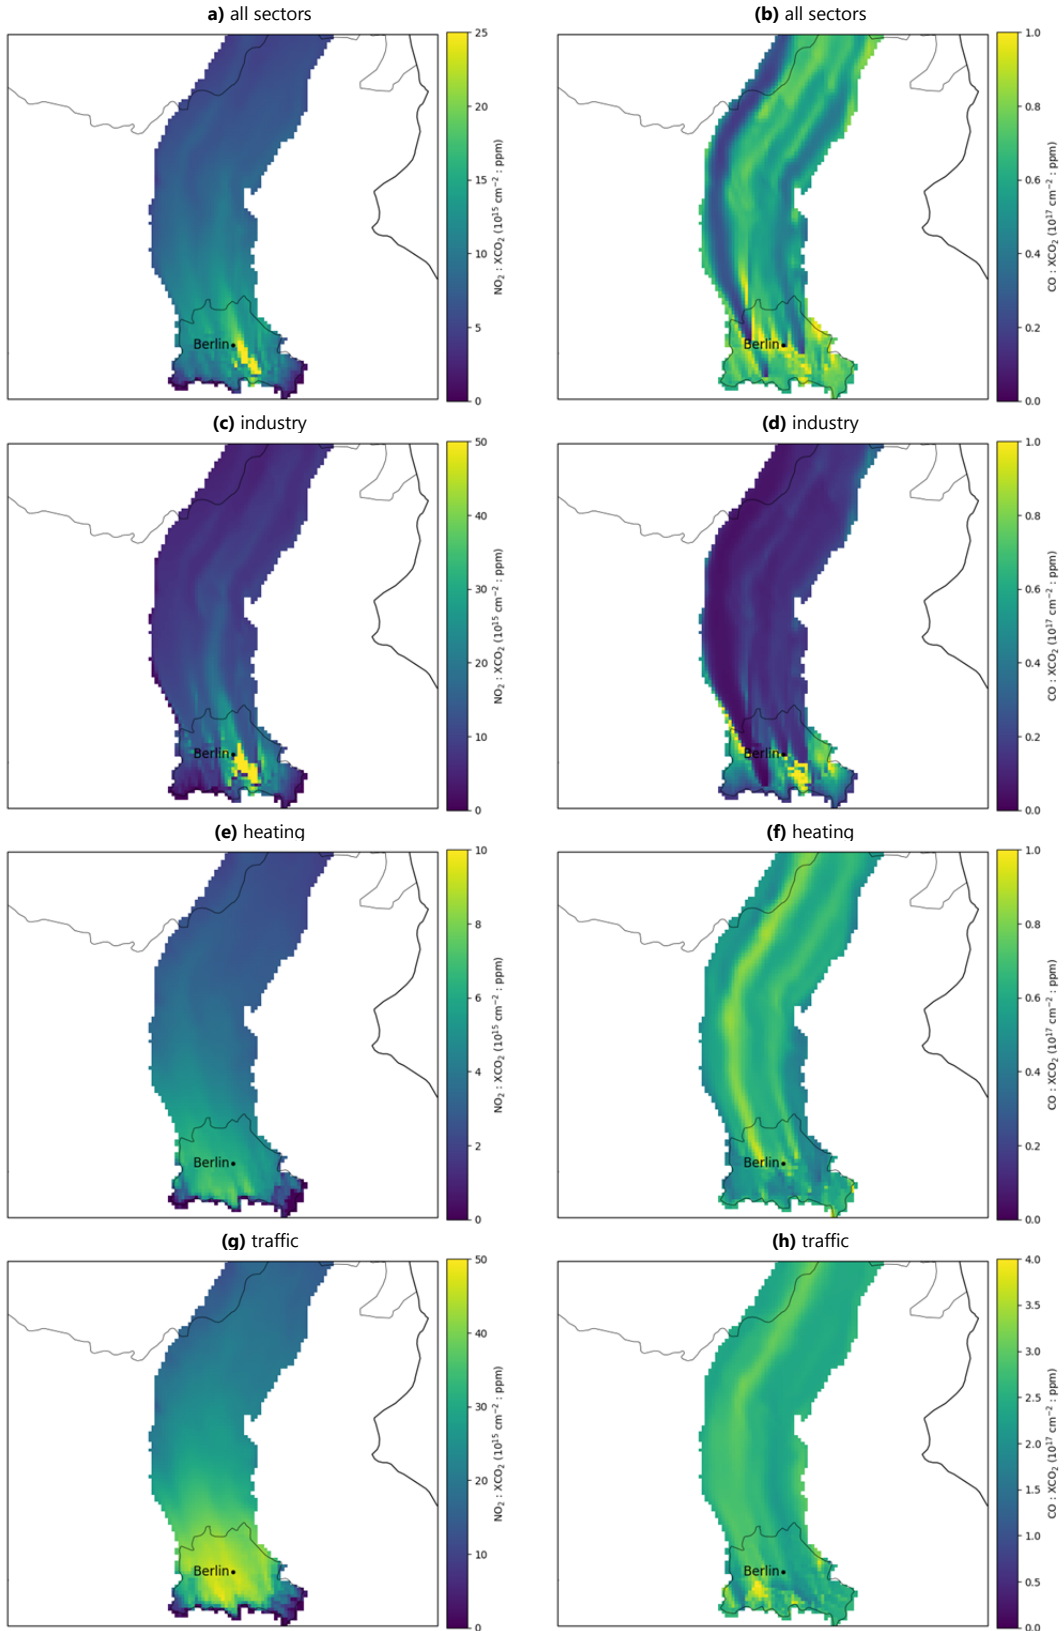 a) all sectors
(b) all sectors
25
20
15
10
5
0
NO₂ : XCO₂ (10¹⁵ cm⁻² : ppm)
Berlin
1.0
0.8
0.6
0.4
0.2
0.0
CO : XCO₂ (10¹⁷ cm⁻² : ppm)
Berlin
(c) industry
(d) industry
50
40
30
20
10
0
NO₂ : XCO₂ (10¹⁵ cm⁻² : ppm)
Berlin
1.0
0.8
0.6
0.4
0.2
0.0
CO : XCO₂ (10¹⁷ cm⁻² : ppm)
Berlin
(e) heating
(f) heating
10
8
6
4
2
0
NO₂ : XCO₂ (10¹⁵ cm⁻² : ppm)
Berlin
1.0
0.8
0.6
0.4
0.2
0.0
CO : XCO₂ (10¹⁷ cm⁻² : ppm)
Berlin
(g) traffic
(h) traffic
50
40
30
20
10
0
NO₂ : XCO₂ (10¹⁵ cm⁻² : ppm)
Berlin
4.0
3.5
3.0
2.5
2.0
1.5
1.0
0.5
0.0
CO : XCO₂ (10¹⁷ cm⁻² : ppm)
Berlin